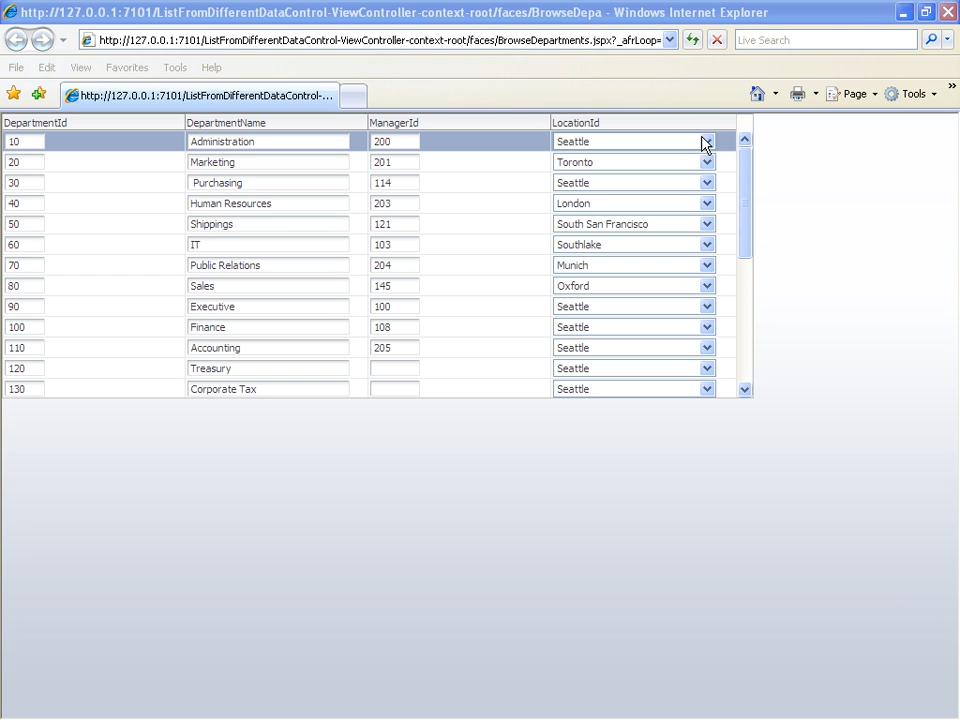 http://127.0.0.1:7101/ListFromDifferentDataControl-ViewController-context-root/faces/BrowseDepa - Windows Internet Explorer
http://127.0.0.1:7101/ListFromDifferentDataControl-ViewController-context-root/faces/BrowseDepartments.jspx?_afrLoop= Live Search
File Edit View Favorites Tools Help
http://127.0.0.1:7101/ListFromDifferentDataControl-... Page Tools »
DepartmentId DepartmentName ManagerId LocationId
10 Administration 200 Seattle
20 Marketing 201 Toronto
30 Purchasing 114 Seattle
40 Human Resources 203 London
50 Shippings 121 South San Francisco
60 IT 103 Southlake
70 Public Relations 204 Munich
80 Sales 145 Oxford
90 Executive 100 Seattle
100 Finance 108 Seattle
110 Accounting 205 Seattle
120 Treasury Seattle
130 Corporate Tax Seattle